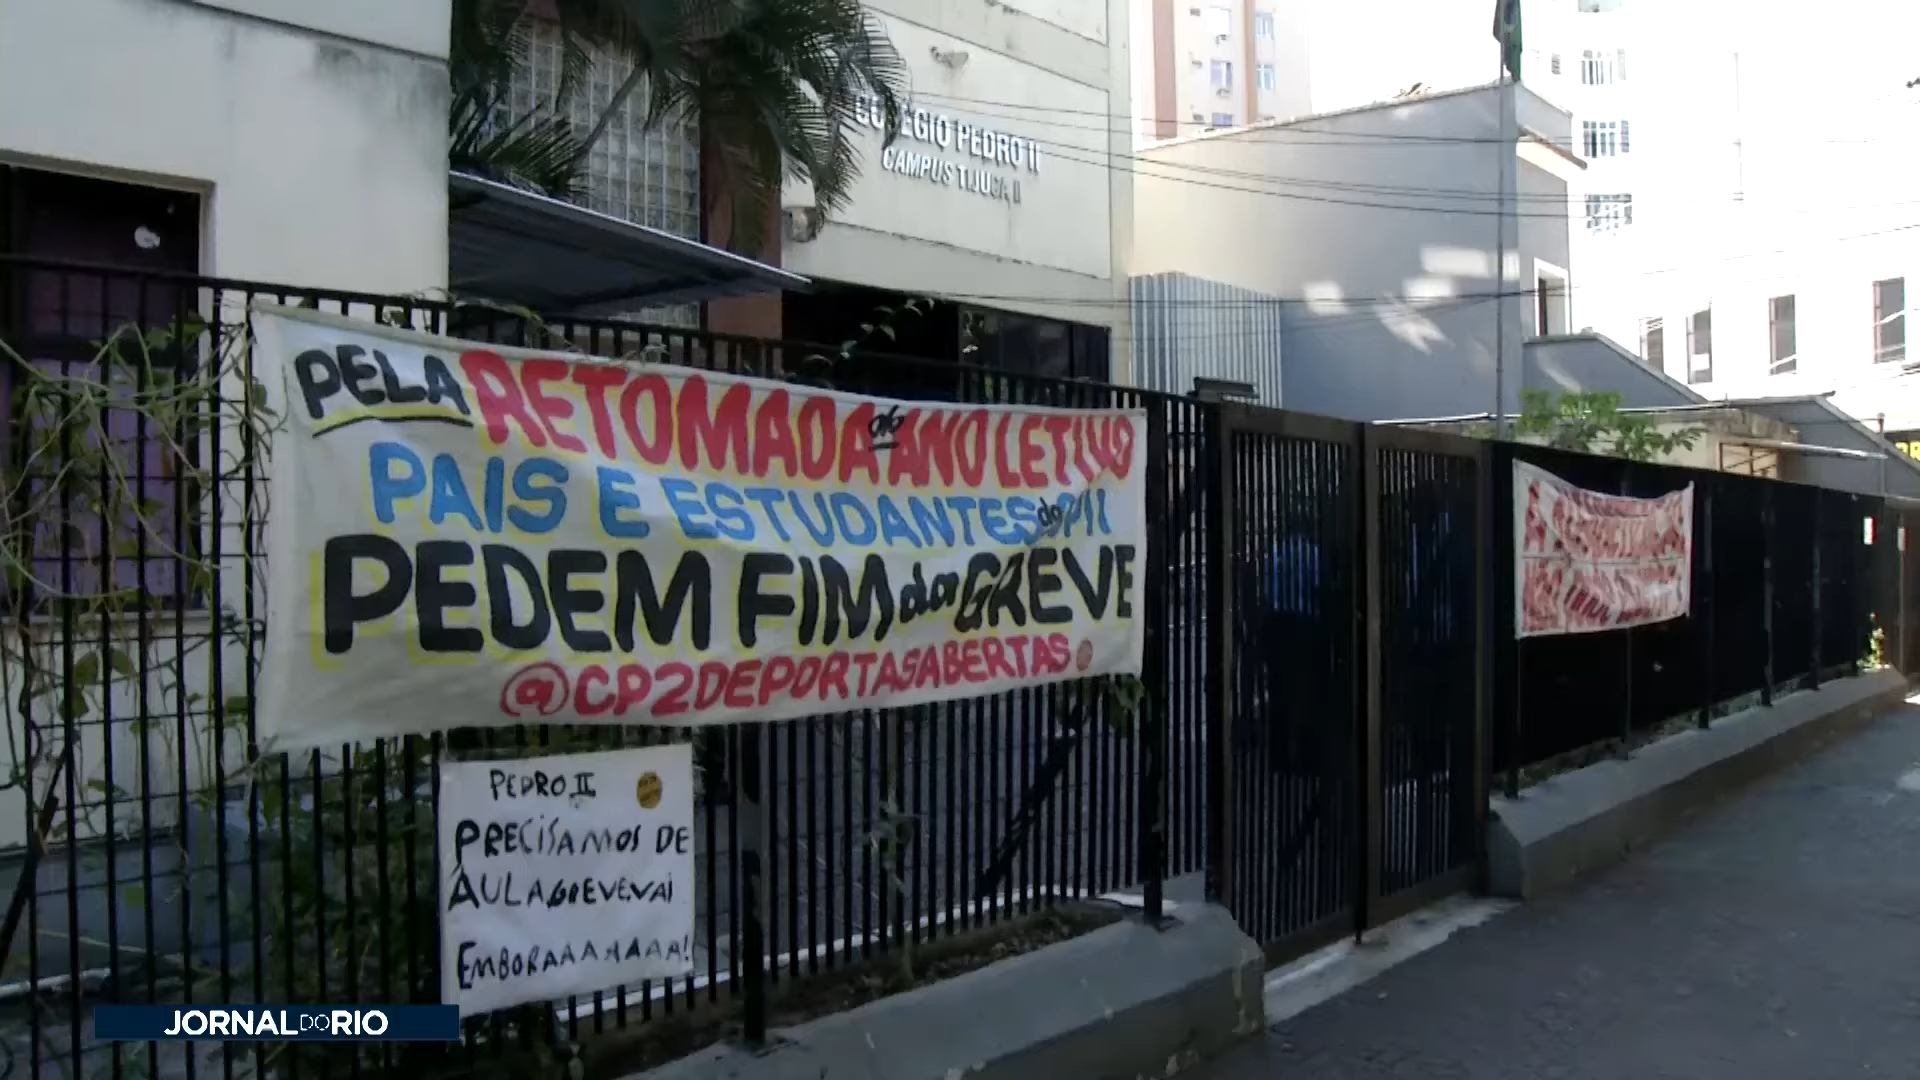 COLÉGIO PEDRO II
CAMPUS TIJUCA II
PELA RETOMADA do ANO LETIVO
PAIS E ESTUDANTES do PII
PEDEM FIM da GREVE
@CP2DEPORTASABERTAS
PEDRO II
PRECISAMOS DE
AULA GREVE VAI
EMBORAAAAAAAA!
JORNAL DO RIO